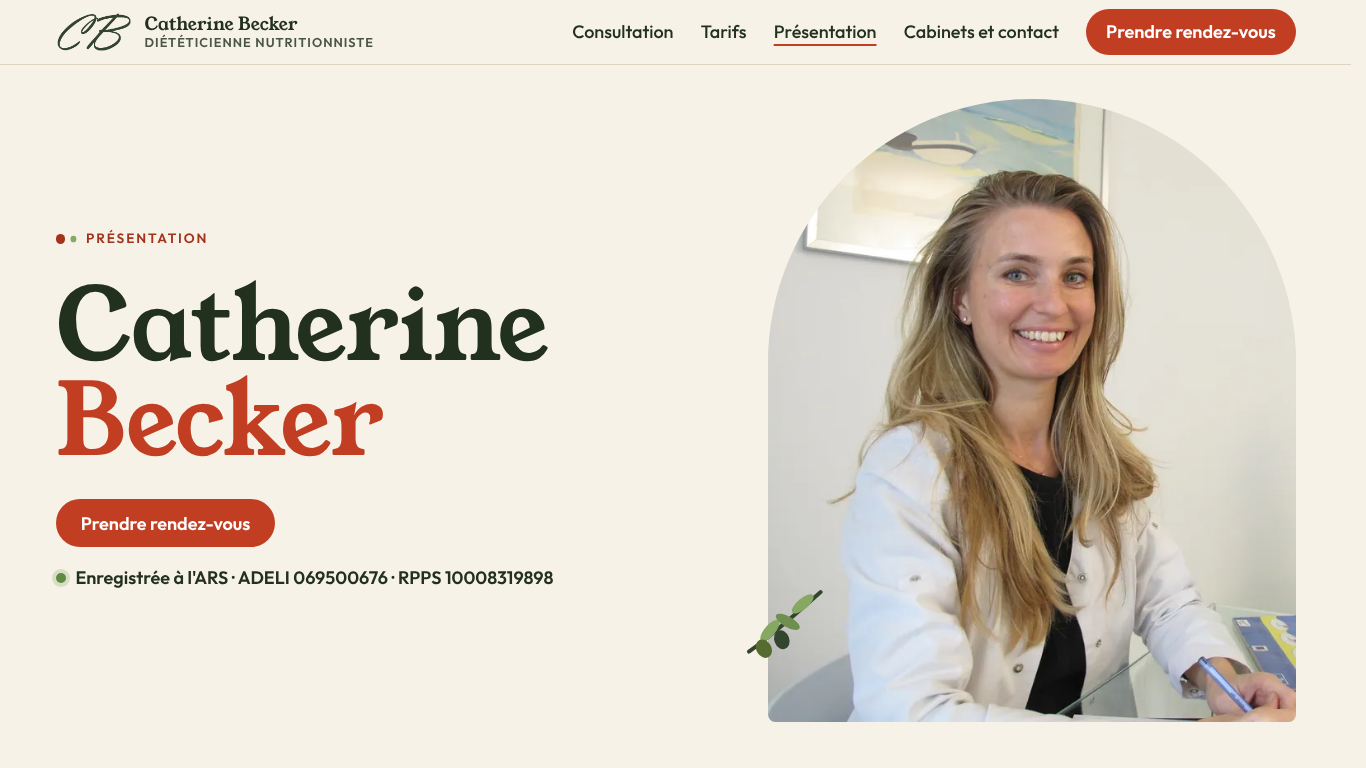 CB
Catherine Becker
DIÉTÉTICIENNE NUTRITIONNISTE
Consultation
Tarifs
Présentation
Cabinets et contact
Prendre rendez-vous
PRÉSENTATION
Catherine
Becker
Prendre rendez-vous
Enregistrée à l'ARS · ADELI 069500676 · RPPS 10008319898